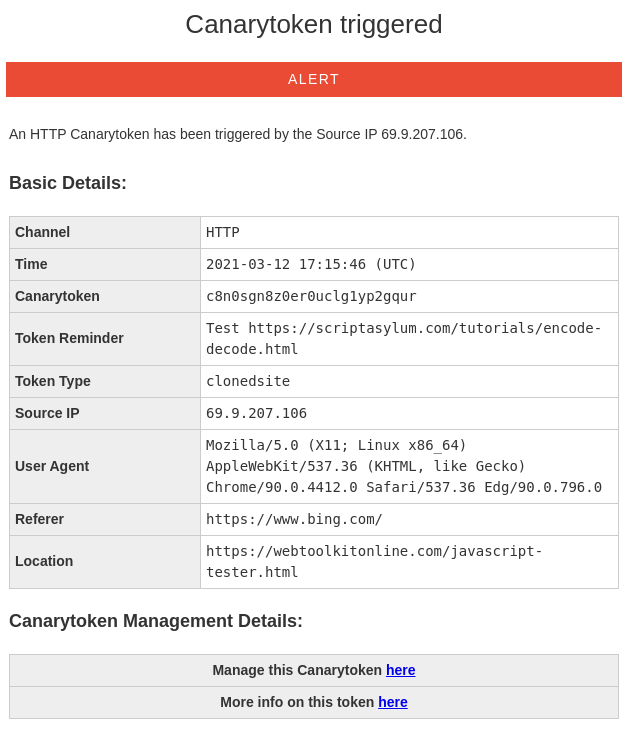 Canarytoken triggered
ALERT
An HTTP Canarytoken has been triggered by the Source IP 69.9.207.106.
Basic Details:
Channel HTTP
Time 2021-03-12 17:15:46 (UTC)
Canarytoken c8n0sgn8z0er0uclg1yp2gqur
Token Reminder Test https://scriptasylum.com/tutorials/encode-
decode.html
Token Type clonedsite
Source IP 69.9.207.106
User Agent Mozilla/5.0 (X11; Linux x86_64)
AppleWebKit/537.36 (KHTML, like Gecko)
Chrome/90.0.4412.0 Safari/537.36 Edg/90.0.796.0
Referer https://www.bing.com/
Location https://webtoolkitonline.com/javascript-
tester.html
Canarytoken Management Details:
Manage this Canarytoken here
More info on this token here